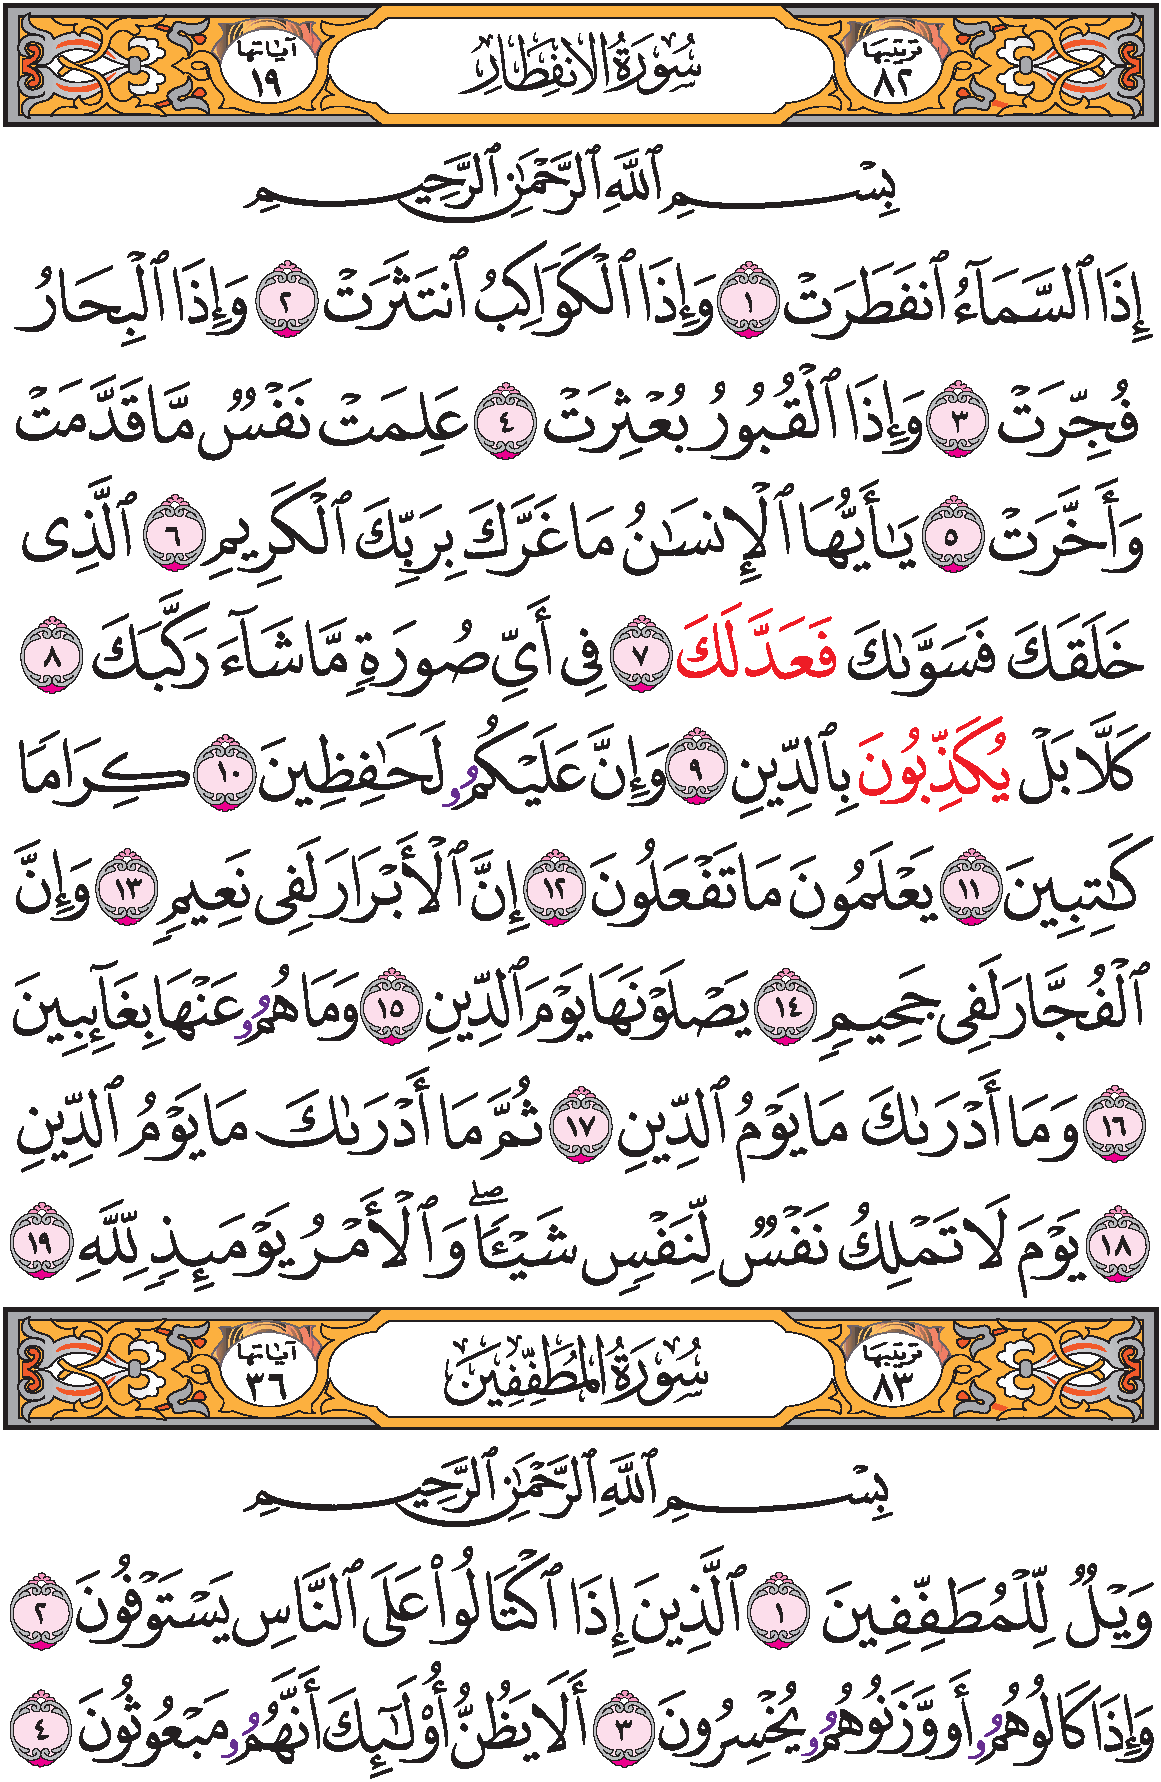 ترتيبها ٨٢ سُورَةُ الانفِطَارِ آيَاتها ١٩
بِسْمِ ٱللَّهِ ٱلرَّحْمَٰنِ ٱلرَّحِيمِ
إِذَا ٱلسَّمَآءُ ٱنفَطَرَتْ ١ وَإِذَا ٱلْكَوَاكِبُ ٱنتَثَرَتْ ٢ وَإِذَا ٱلْبِحَارُ
فُجِّرَتْ ٣ وَإِذَا ٱلْقُبُورُ بُعْثِرَتْ ٤ عَلِمَتْ نَفْسٌ مَّا قَدَّمَتْ
وَأَخَّرَتْ ٥ يَـٰٓأَيُّهَا ٱلْإِنسَـٰنُ مَا غَرَّكَ بِرَبِّكَ ٱلْكَرِيمِ ٦ ٱلَّذِى
خَلَقَكَ فَسَوَّىٰكَ فَعَدَّلَكَ ٧ فِىٓ أَىِّ صُورَةٍ مَّا شَآءَ رَكَّبَكَ ٨
كَلَّا بَلْ يُكَذِّبُونَ بِٱلدِّينِ ٩ وَإِنَّ عَلَيْكُمُۥ لَحَـٰفِظِينَ ١٠ كِرَامًا
كَـٰتِبِينَ ١١ يَعْلَمُونَ مَا تَفْعَلُونَ ١٢ إِنَّ ٱلْأَبْرَارَ لَفِى نَعِيمٍ ١٣ وَإِنَّ
ٱلْفُجَّارَ لَفِى جَحِيمٍ ١٤ يَصْلَوْنَهَا يَوْمَ ٱلدِّينِ ١٥ وَمَا هُمُۥ عَنْهَا بِغَآئِبِينَ
١٦ وَمَآ أَدْرَىٰكَ مَا يَوْمُ ٱلدِّينِ ١٧ ثُمَّ مَآ أَدْرَىٰكَ مَا يَوْمُ ٱلدِّينِ
١٨ يَوْمَ لَا تَمْلِكُ نَفْسٌ لِّنَفْسٍ شَيْـًٔا ۖ وَٱلْأَمْرُ يَوْمَئِذٍ لِّلَّهِ ١٩
ترتيبها ٨٣ سُورَةُ المُطَفِّفِينَ آيَاتها ٣٦
بِسْمِ ٱللَّهِ ٱلرَّحْمَٰنِ ٱلرَّحِيمِ
وَيْلٌ لِّلْمُطَفِّفِينَ ١ ٱلَّذِينَ إِذَا ٱكْتَالُوا۟ عَلَى ٱلنَّاسِ يَسْتَوْفُونَ ٢
وَإِذَا كَالُوهُمُۥٓ أَو وَّزَنُوهُمُۥ يُخْسِرُونَ ٣ أَلَا يَظُنُّ أُو۟لَـٰٓئِكَ أَنَّهُمُۥ مَبْعُوثُونَ ٤